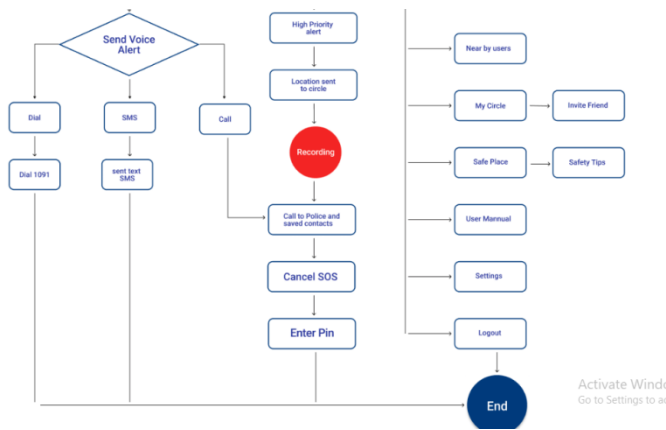 Send Voice
Alert
Dial
SMS
Call
Dial 1091
sent text
SMS
High Priority
alert
Location sent
to circle
Recording
Call to Police and
saved contacts
Cancel SOS
Enter Pin
Near by users
My Circle
Invite Friend
Safe Place
Safety Tips
User Mannual
Settings
Logout
End
Activate Windo
Go to Settings to ac